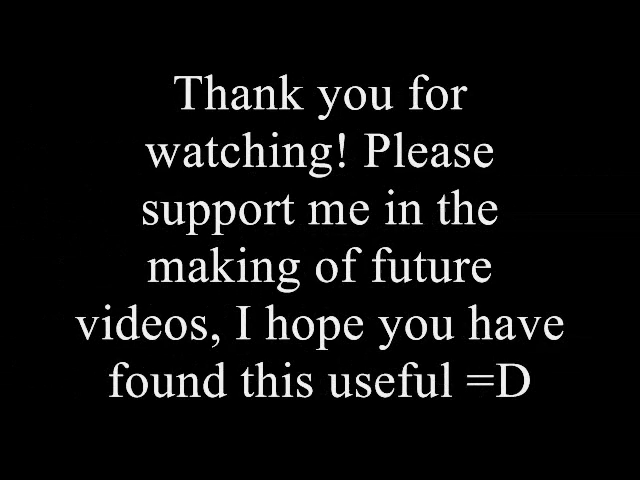 Thank you for
watching! Please
support me in the
making of future
videos, I hope you have
found this useful =D